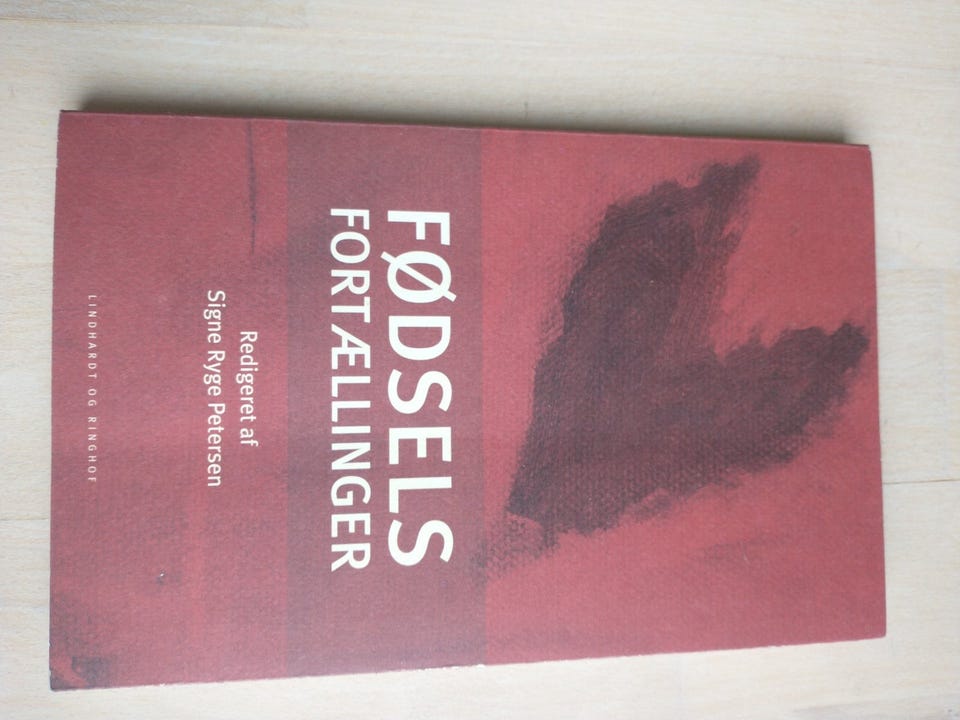 FØDSELS
FORTÆLLINGER
Redigeret af
Signe Ryge Petersen
LINDHARDT OG RINGHOF